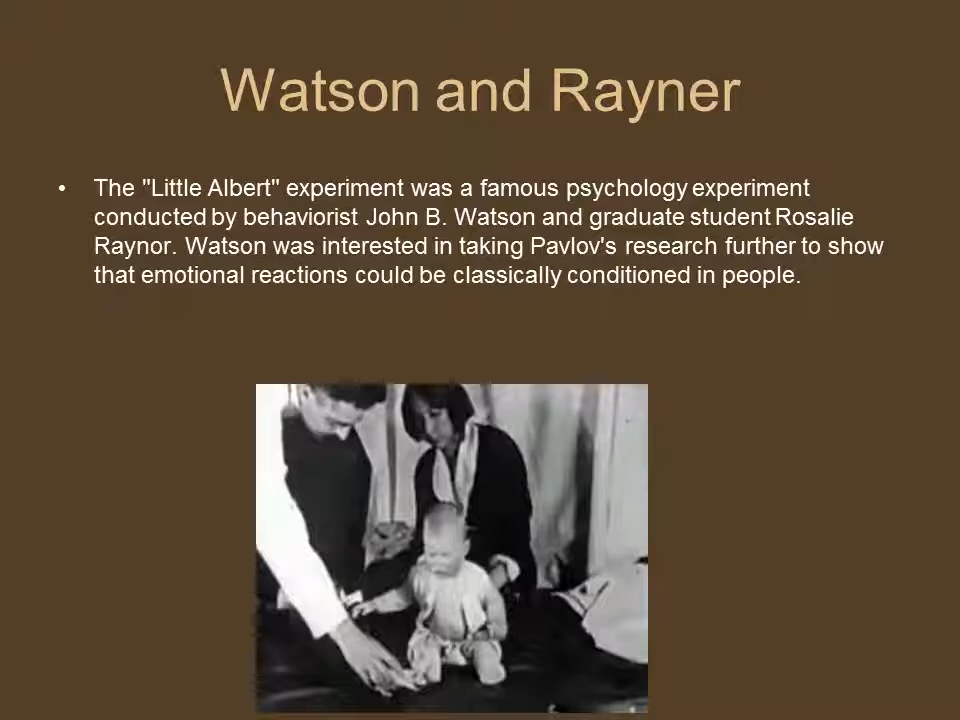 Watson and Rayner
• The "Little Albert" experiment was a famous psychology experiment
conducted by behaviorist John B. Watson and graduate student Rosalie
Raynor. Watson was interested in taking Pavlov's research further to show
that emotional reactions could be classically conditioned in people.